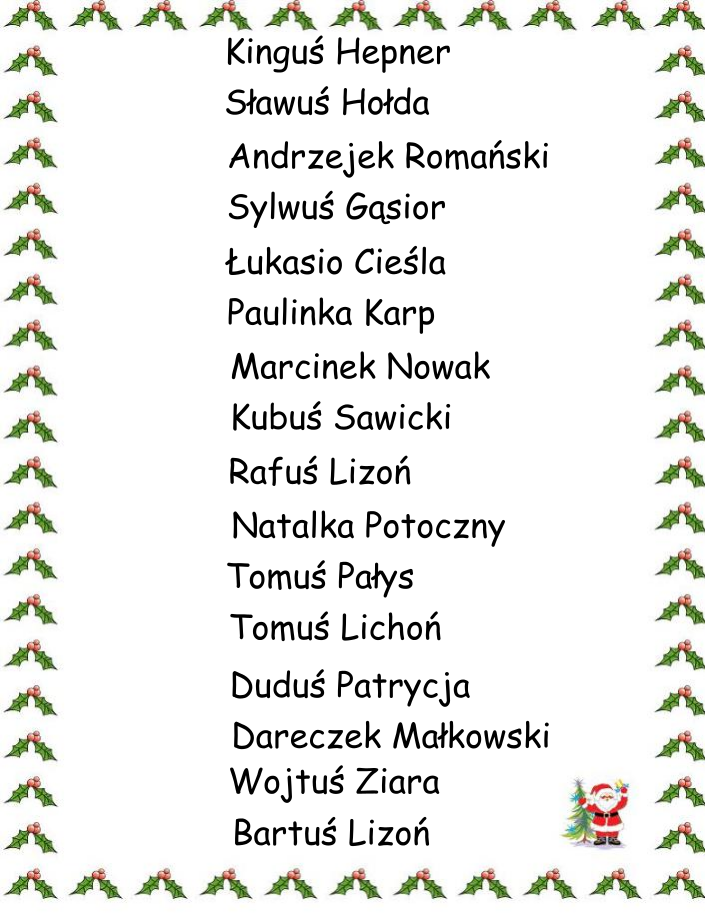 Kinguś Hepner
Sławuś Hołda
Andrzejek Romański
Sylwuś Gąsior
Łukasio Cieśla
Paulinka Karp
Marcinek Nowak
Kubuś Sawicki
Rafuś Lizoń
Natalka Potoczny
Tomuś Pałys
Tomuś Lichoń
Duduś Patrycja
Dareczek Małkowski
Wojtuś Ziara
Bartuś Lizoń